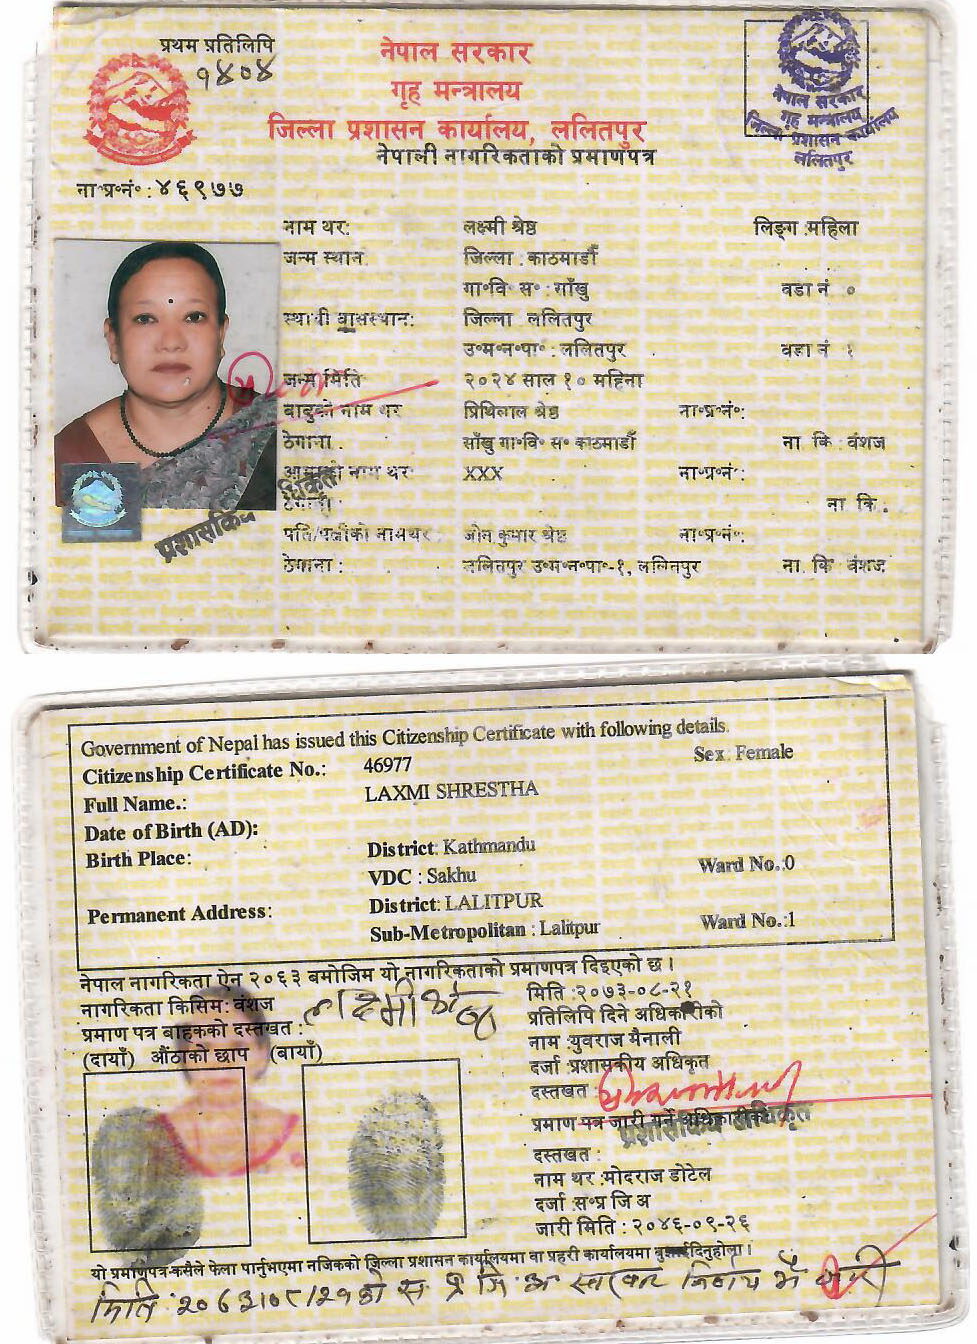 प्रथम प्रतिलिपि
१४०४
नेपाल सरकार
गृह मन्त्रालय
जिल्ला प्रशासन कार्यालय, ललितपुर
नेपाली नागरिकताको प्रमाणपत्र
नेपाल सरकार
गृह मन्त्रालय
जिल्ला प्रशासन कार्यालय
ललितपुर
ना॰प्र॰नं॰ : ४६९७७
नाम थर: लक्ष्मी श्रेष्ठ लिङ्ग :महिला
जन्म स्थान: जिल्ला : काठमाडौँ
गा॰वि॰ स॰ : साँखु वडा नं ०
स्थायी बासस्थान: जिल्ला ललितपुर
उ॰म॰न॰पा॰ : ललितपुर वडा नं १
जन्म मिति २०२४ साल १० महिना
बाबुको नाम थर प्रिथिलाल श्रेष्ठ ना॰प्र॰नं॰:
ठेगाना : साँखु गा॰वि॰ स॰ काठमाडौँ ना कि वंशज
आमाको नाम थर XXX ना॰प्र॰नं॰:
ठेगाना: ना कि.
पति/पत्नीको नामथर कुमार श्रेष्ठ ना॰प्र॰नं॰:
ठेगाना : ललितपुर उ॰म॰न॰पा॰-१, ललितपुर ना कि वंशज
प्रशासकिय अधिकृत
Government of Nepal has issued this Citizenship Certificate with following details.
Citizenship Certificate No.: 46977 Sex: Female
Full Name.: LAXMI SHRESTHA
Date of Birth (AD):
Birth Place: District: Kathmandu
VDC : Sakhu Ward No.:0
Permanent Address: District: LALITPUR
Sub-Metropolitan : Lalitpur Ward No.:1
नेपाल नागरिकता ऐन २०६३ बमोजिम यो नागरिकताको प्रमाणपत्र दिइएको छ।
नागरिकता किसिम: वंशज
प्रमाण पत्र बाहकको दस्तखत : लक्ष्मी श्रेष्ठ
(दायाँ) औंठाको छाप (बायाँ)
मिति :२०७३-०८-२१
प्रतिलिपि दिने अधिकारीको
नाम :युवराज मैनाली
दर्जा :प्रशासकीय अधिकृत
दस्तखत :
प्रमाण पत्र जारी गर्ने अधिकारीको
प्रशासकिय अधिकृत
दस्तखत :
नाम थर :मोदराज डोटेल
दर्जा :स॰प्र जि अ
जारी मिति : २०४६-०९-२६
यो प्रमाणपत्र कसैले फेला पार्नुभएमा नजिकको जिल्ला प्रशासन कार्यालयमा वा प्रहरी कार्यालयमा बुझाईदिनुहोला।
मिति को स प्र जि अ स्तरबाट निर्णय भै